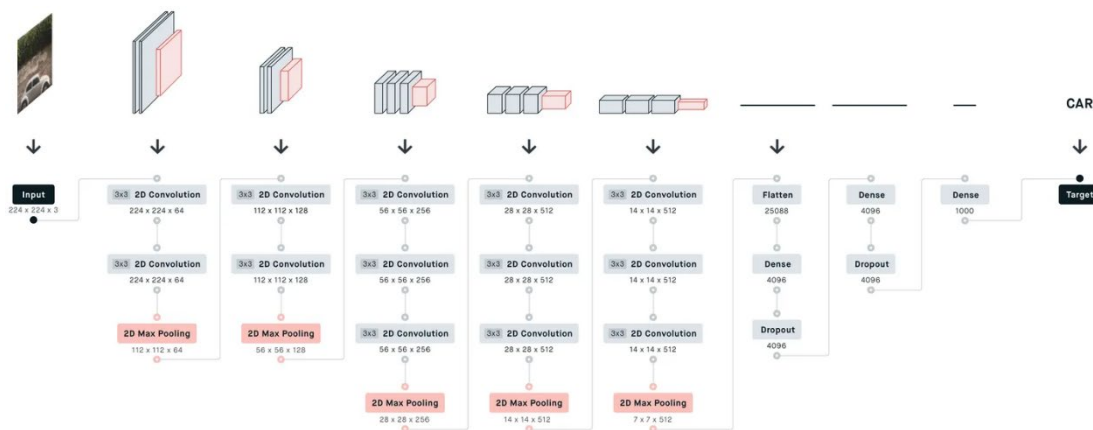 CAR
Input
224 x 224 x 3
3x3 2D Convolution
224 x 224 x 64
3x3 2D Convolution
224 x 224 x 64
2D Max Pooling
112 x 112 x 64
3x3 2D Convolution
112 x 112 x 128
3x3 2D Convolution
112 x 112 x 128
2D Max Pooling
56 x 56 x 128
3x3 2D Convolution
56 x 56 x 256
3x3 2D Convolution
56 x 56 x 256
3x3 2D Convolution
56 x 56 x 256
2D Max Pooling
28 x 28 x 256
3x3 2D Convolution
28 x 28 x 512
3x3 2D Convolution
28 x 28 x 512
3x3 2D Convolution
28 x 28 x 512
2D Max Pooling
14 x 14 x 512
3x3 2D Convolution
14 x 14 x 512
3x3 2D Convolution
14 x 14 x 512
3x3 2D Convolution
14 x 14 x 512
2D Max Pooling
7 x 7 x 512
Flatten
25088
Dense
4096
Dropout
4096
Dense
4096
Dropout
4096
Dense
1000
Target